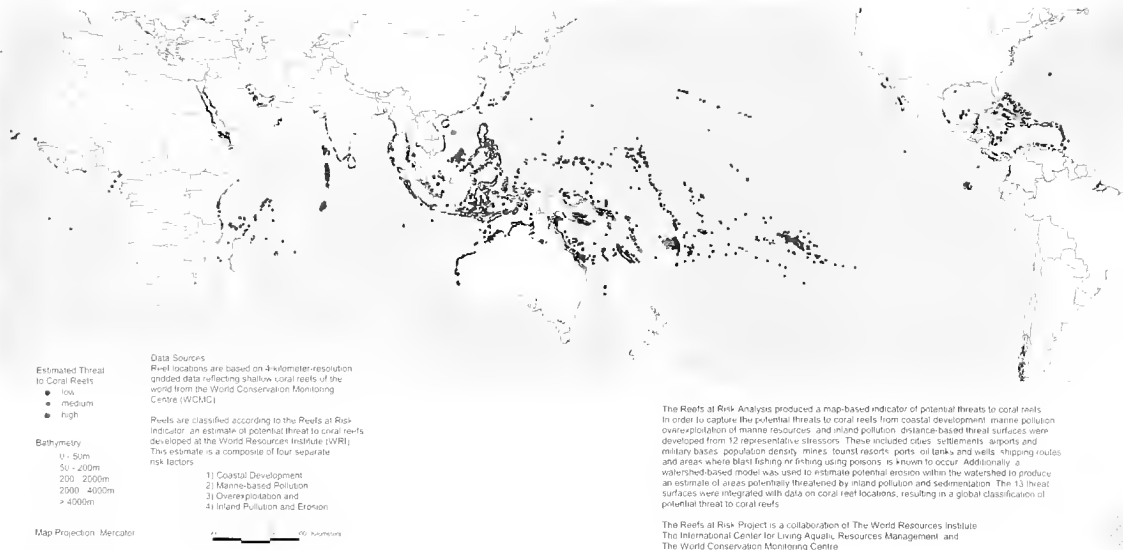 Estimated Threat
to Coral Reels
low
medium
high
Bathymetry
0 - 50m
50 - 200m
200 2000m
2000 4000m
> 4000m
Map Projection Mercator
Data Sources
Reel locations are based on 4-kilometer-resolution
gridded data reflecting shallow coral reefs of the
world from the World Conservation Monitoring
Centre (WCMC)
Reels are classified according to the Reels at Risk
Indicator an estimate of potential threat to coral reefs
developed at the World Resources Institute (WRI)
This estimate is a composite of four separate
risk factors
1) Coastal Development
2) Marine-based Pollution
3) Overexploitation and
4) Inland Pollution and Erosion
The Reefs at Risk Analysis produced a map-based indicator of potential threats to coral reels
In order to capture the potential threats to coral reefs from coastal development marine pollution
overexploitation of marine resources and inland pollution distance-based threat surfaces were
developed from 12 representative stressors These included cities settlements airports and
military bases population density mines tourist resorts ports oil tanks and wells shipping routes
and areas where blast fishing or fishing using poisons is known to occur Additionally a
watershed-based model was used to estimate potential erosion within the watershed to produce
an estimate of areas potentially threatened by inland pollution and sedimentation The 13 threat
surfaces were integrated with data on coral reef locations, resulting in a global classification of
potential threat to coral reefs
The Reefs at Risk Project is a collaboration of The World Resources Institute
The International Center for Living Aquatic Resources Management and
The World Conservation Monitoring Centre